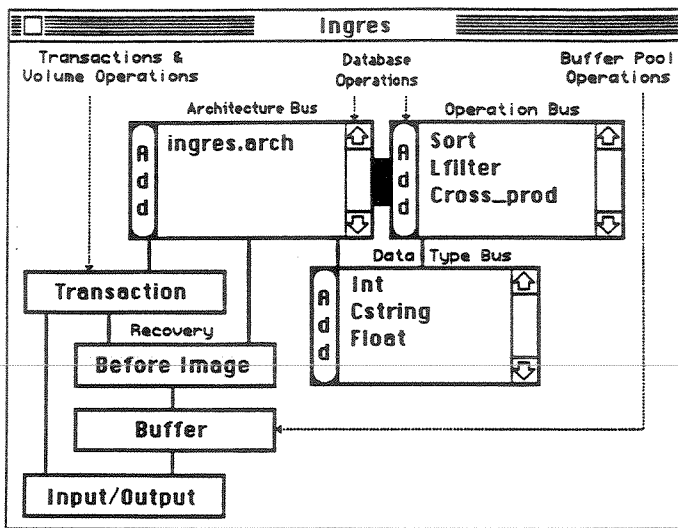 Ingres
Transactions &
Volume Operations
Database
Operations
Buffer Pool
Operations
Architecture Bus
Operation Bus
Add
ingres.arch
Add
Sort
Lfilter
Cross_prod
Data Type Bus
Transaction
Add
Int
Cstring
Float
Recovery
Before Image
Buffer
Input/Output